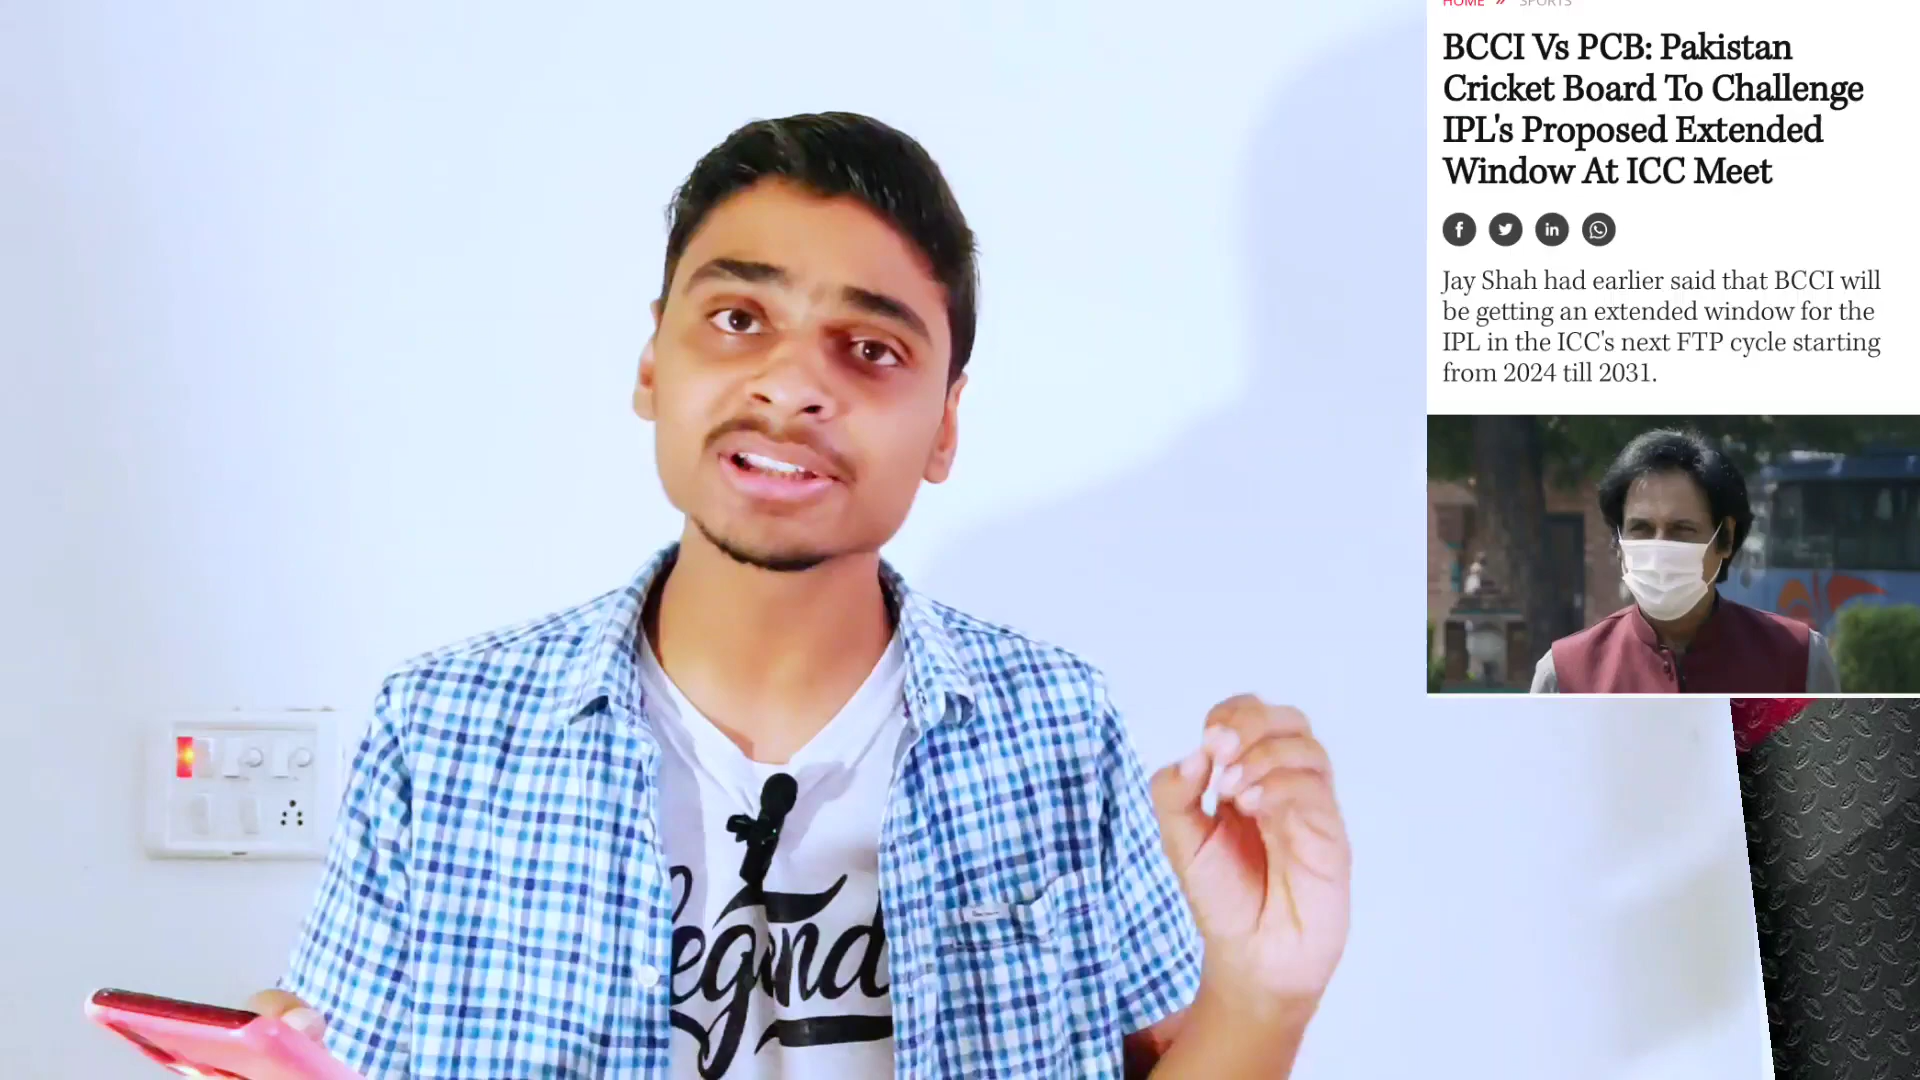 HOME » SPORTS
BCCI Vs PCB: Pakistan
Cricket Board To Challenge
IPL's Proposed Extended
Window At ICC Meet
Jay Shah had earlier said that BCCI will
be getting an extended window for the
IPL in the ICC's next FTP cycle starting
from 2024 till 2031.
Legend